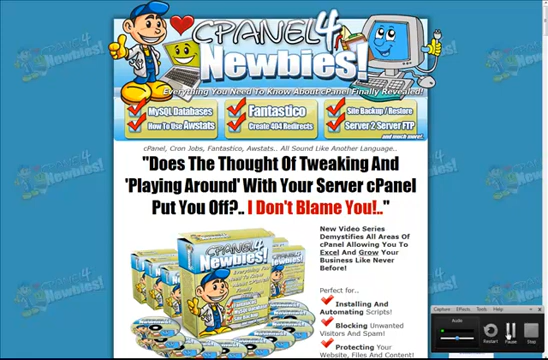 CPANEL4
Newbies!
Everything You Need To Know About cPanel Finally Revealed!
MySQL Databases
Fantastico
Site Backup / Restore
How To Use Awstats
Create 404 Redirects
Server 2 Server FTP
and much more!..
cPanel, Cron Jobs, Fantastico, Awstats.. All Sound Like Another Language..
"Does The Thought Of Tweaking And
'Playing Around' With Your Server cPanel
Put You Off?.. I Don't Blame You!.."
New Video Series
Demystifies All Areas Of
cPanel Allowing You To
Excel And Grow Your
Business Like Never
Before!
Perfect for..
Installing And
Automating Scripts!
Blocking Unwanted
Visitors And Spam!
Protecting Your
Website, Files And Content!
CPANEL4
Newbies!
Capture Effects Tools Help
Audio
Restart Pause Stop